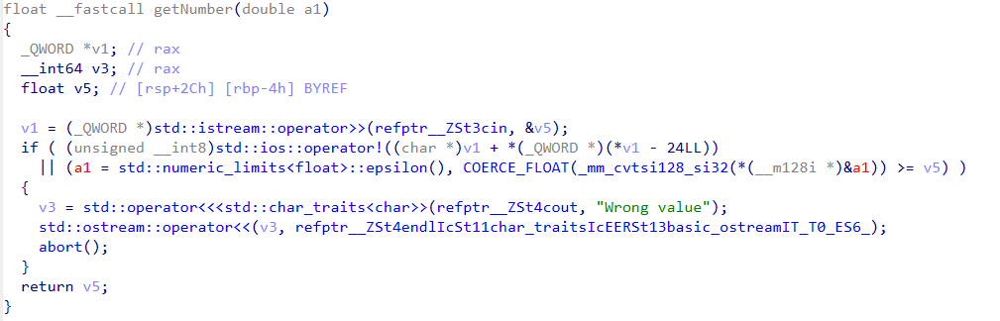 float __fastcall getNumber(double a1)
{
  _QWORD *v1; // rax
  __int64 v3; // rax
  float v5; // [rsp+2Ch] [rbp-4h] BYREF

  v1 = (_QWORD *)std::istream::operator>>(refptr__ZSt3cin, &v5);
  if ( (unsigned __int8)std::ios::operator!((char *)v1 + *(_QWORD *)(*v1 - 24LL))
    || (a1 = std::numeric_limits<float>::epsilon(), COERCE_FLOAT(_mm_cvtsi128_si32(*(__m128i *)&a1)) >= v5) )
  {
    v3 = std::operator<<<std::char_traits<char>>(refptr__ZSt4cout, "Wrong value");
    std::ostream::operator<<(v3, refptr__ZSt4endlIcSt11char_traitsIcEERSt13basic_ostreamIT_T0_ES6_);
    abort();
  }
  return v5;
}